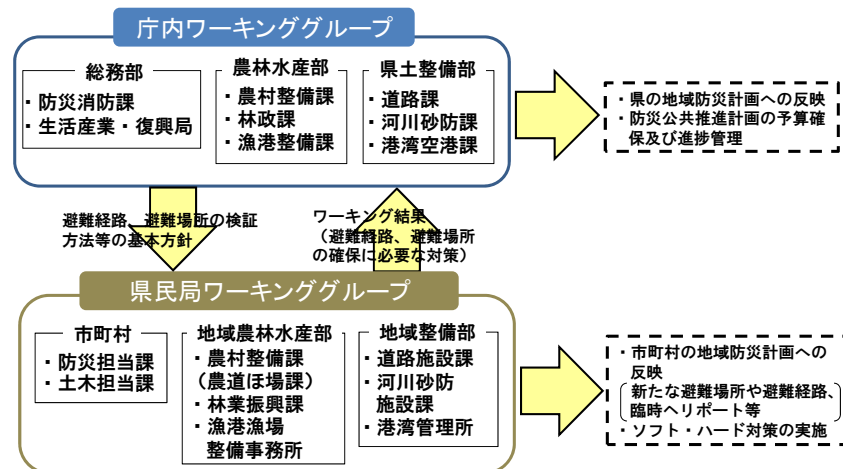 庁内ワーキンググループ
総務部
・防災消防課
・生活産業・復興局
農林水産部
・農村整備課
・林政課
・漁港整備課
県土整備部
・道路課
・河川砂防課
・港湾空港課
・県の地域防災計画への反映
・防災公共推進計画の予算確
保及び進捗管理
避難経路、避難場所の検証
方法等の基本方針
ワーキング結果
（避難経路、避難場所
の確保に必要な対策）
県民局ワーキンググループ
市町村
・防災担当課
・土木担当課
地域農林水産部
・農村整備課
（農道ほ場課）
・林業振興課
・漁港漁場
整備事務所
地域整備部
・道路施設課
・河川砂防
施設課
・港湾管理所
・市町村の地域防災計画への
反映
新たな避難場所や避難経路、
臨時ヘリポート等
・ソフト・ハード対策の実施